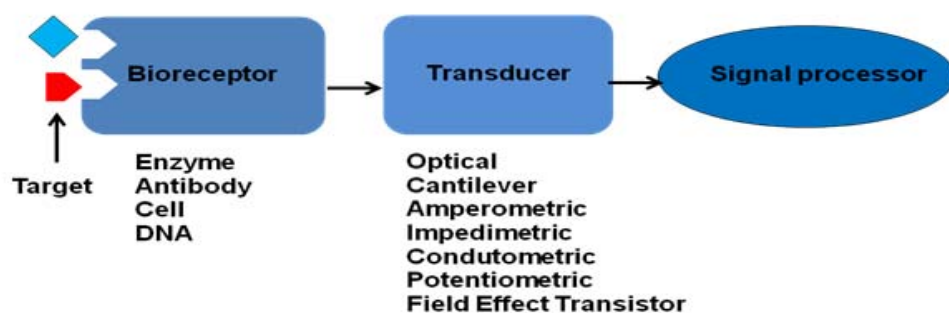 Bioreceptor
Transducer
Signal processor
Target
Enzyme
Antibody
Cell
DNA
Optical
Cantilever
Amperometric
Impedimetric
Condutometric
Potentiometric
Field Effect Transistor